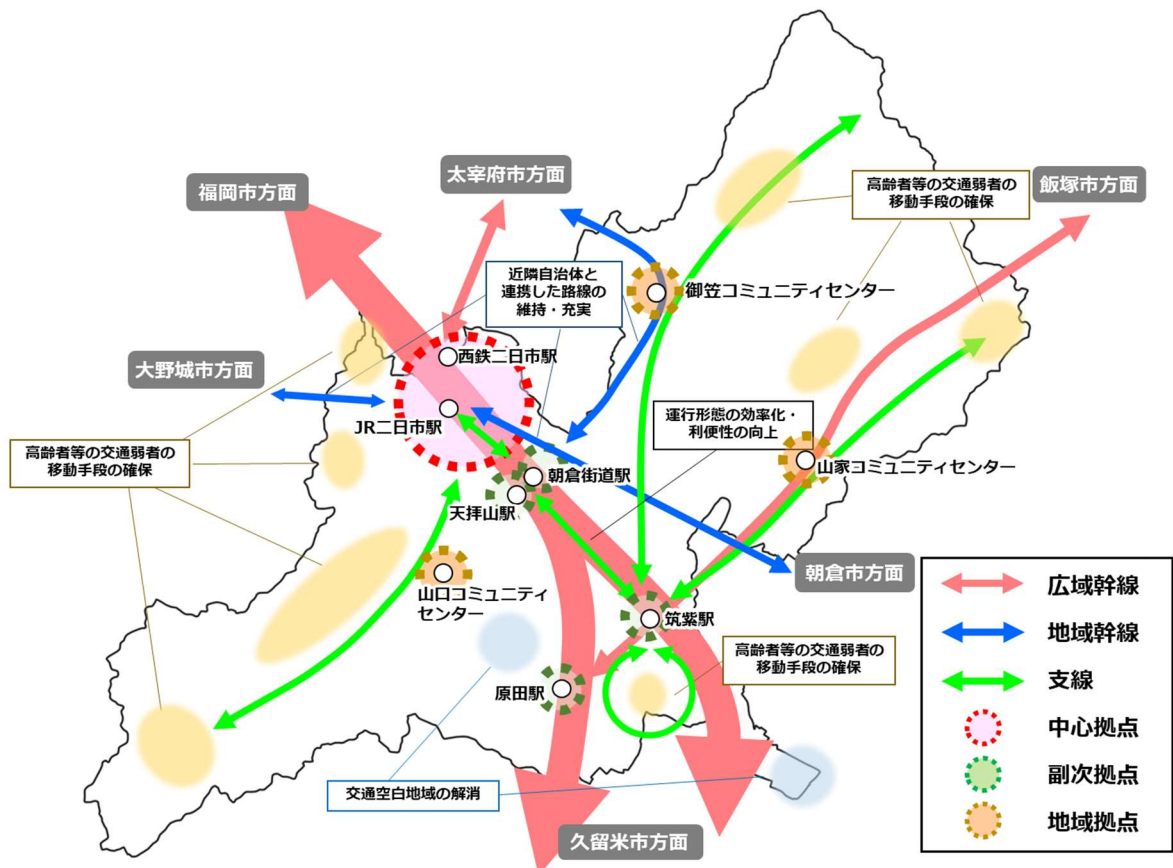 福岡市方面
太宰府市方面
高齢者等の交通弱者の
移動手段の確保
飯塚市方面
近隣自治体と
連携した路線の
維持・充実
御笠コミュニティセンター
西鉄二日市駅
大野城市方面
JR二日市駅
運行形態の効率化・
利便性の向上
高齢者等の交通弱者の
移動手段の確保
朝倉街道駅
山家コミュニティセンター
天拝山駅
朝倉市方面
山口コミュニティ
センター
筑紫駅
高齢者等の交通弱者の
移動手段の確保
原田駅
交通空白地域の解消
久留米市方面
広域幹線
地域幹線
支線
中心拠点
副次拠点
地域拠点